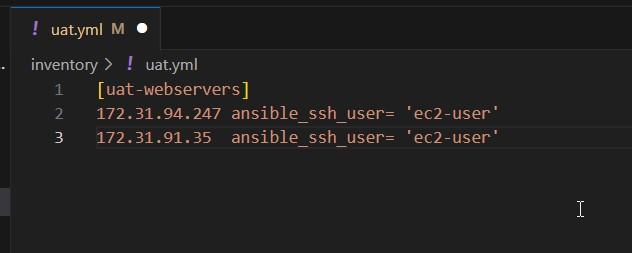 ! uat.yml M
inventory > ! uat.yml
1 [uat-webservers]
2 172.31.94.247 ansible_ssh_user= 'ec2-user'
3 172.31.91.35  ansible_ssh_user= 'ec2-user'